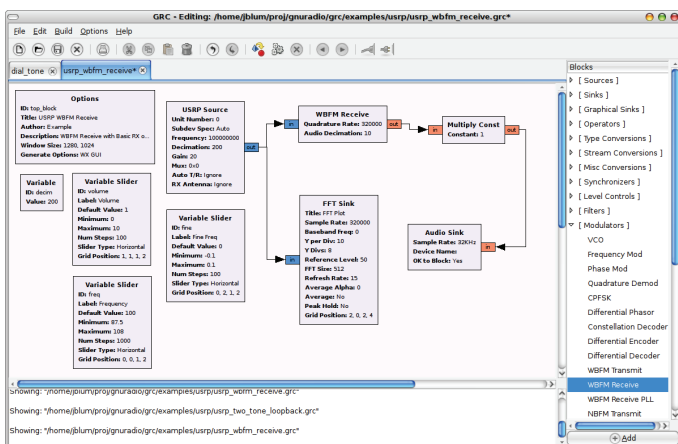 GRC - Editing: /home/jblum/proj/gnuradio/grc/examples/usrp/usrp_wbfm_receive.grc*
File Edit Build Options Help
dial_tone
usrp_wbfm_receive*
Options
ID: top_block
Title: USRP WBFM Receive
Author: Example
Description: WBFM Receive with Basic RX o...
Window Size: 1280, 1024
Generate Options: WX GUI
Variable
ID: decim
Value: 200
Variable Slider
ID: volume
Label: Volume
Default Value: 1
Minimum: 0
Maximum: 10
Num Steps: 100
Slider Type: Horizontal
Grid Position: 1, 1, 1, 2
Variable Slider
ID: freq
Label: Frequency
Default Value: 100
Minimum: 87.5
Maximum: 108
Num Steps: 1000
Slider Type: Horizontal
Grid Position: 0, 0, 1, 2
USRP Source
Unit Number: 0
Subdev Spec: Auto
Frequency: 100000000
Decimation: 200
Gain: 20
Mux: 0x0
Auto T/R: Ignore
RX Antenna: Ignore
out
Variable Slider
ID: fine
Label: Fine Freq
Default Value: 0
Minimum: -0.1
Maximum: 0.1
Num Steps: 100
Slider Type: Horizontal
Grid Position: 0, 2, 1, 2
WBFM Receive
in
Quadrature Rate: 320000
Audio Decimation: 10
out
FFT Sink
Title: FFT Plot
Sample Rate: 320000
Baseband Freq: 0
Y per Div: 10
Y Divs: 8
in
Reference Level: 50
FFT Size: 512
Refresh Rate: 15
Average Alpha: 0
Average: No
Peak Hold: No
Grid Position: 2, 0, 2, 4
Multiply Const
in
Constant: 1
out
Audio Sink
Sample Rate: 32KHz
Device Name:
OK to Block: Yes
in
Blocks
[ Sources ]
[ Sinks ]
[ Graphical Sinks ]
[ Operators ]
[ Type Conversions ]
[ Stream Conversions ]
[ Misc Conversions ]
[ Synchronizers ]
[ Level Controls ]
[ Filters ]
[ Modulators ]
VCO
Frequency Mod
Phase Mod
Quadrature Demod
CPFSK
Differential Phasor
Constellation Decoder
Differential Encoder
Differential Decoder
WBFM Transmit
WBFM Receive
WBFM Receive PLL
NBFM Transmit
Add
Showing: "/home/jblum/gnuradio/grc/examples/usrp/usrp_wbfm_receive.grc"
Showing: "/home/jblum/proj/gnuradio/grc/examples/usrp/usrp_two_tone_loopback.grc"
Showing: "/home/jblum/proj/gnuradio/grc/examples/usrp/usrp_wbfm_receive.grc"